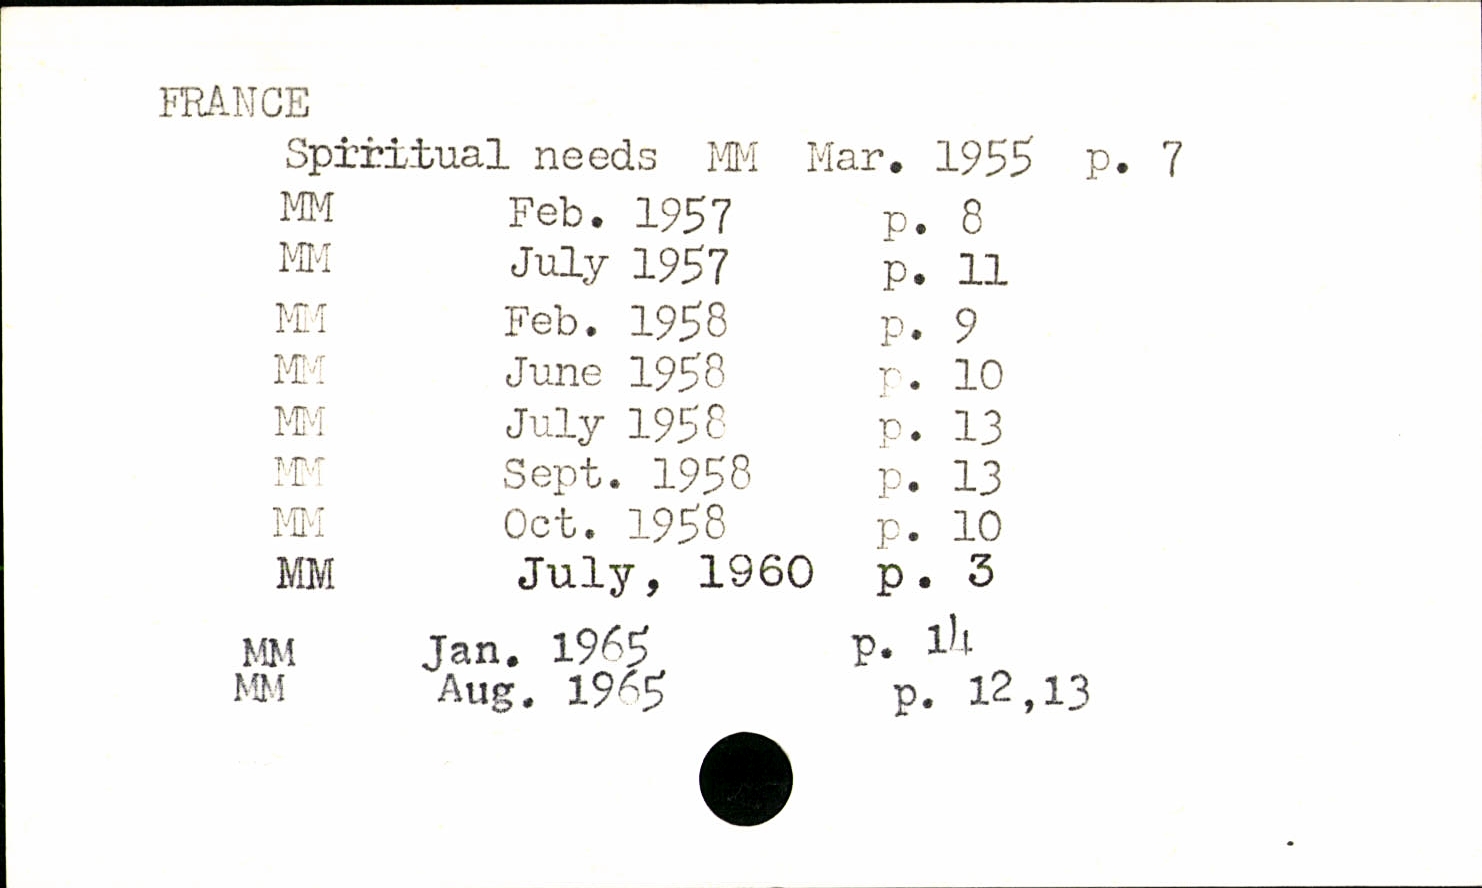 FRANCE
Spiritual needs MM Mar. 1955 p. 7
MM Feb. 1957 p. 8
MM July 1957 p. 11
MM Feb. 1958 p. 9
MM June 1958 p. 10
MM July 1958 p. 13
MM Sept. 1958 p. 13
MM Oct. 1958 p. 10
MM July, 1960 p. 3
MM Jan. 1965 p. 14
MM Aug. 1965 p. 12,13